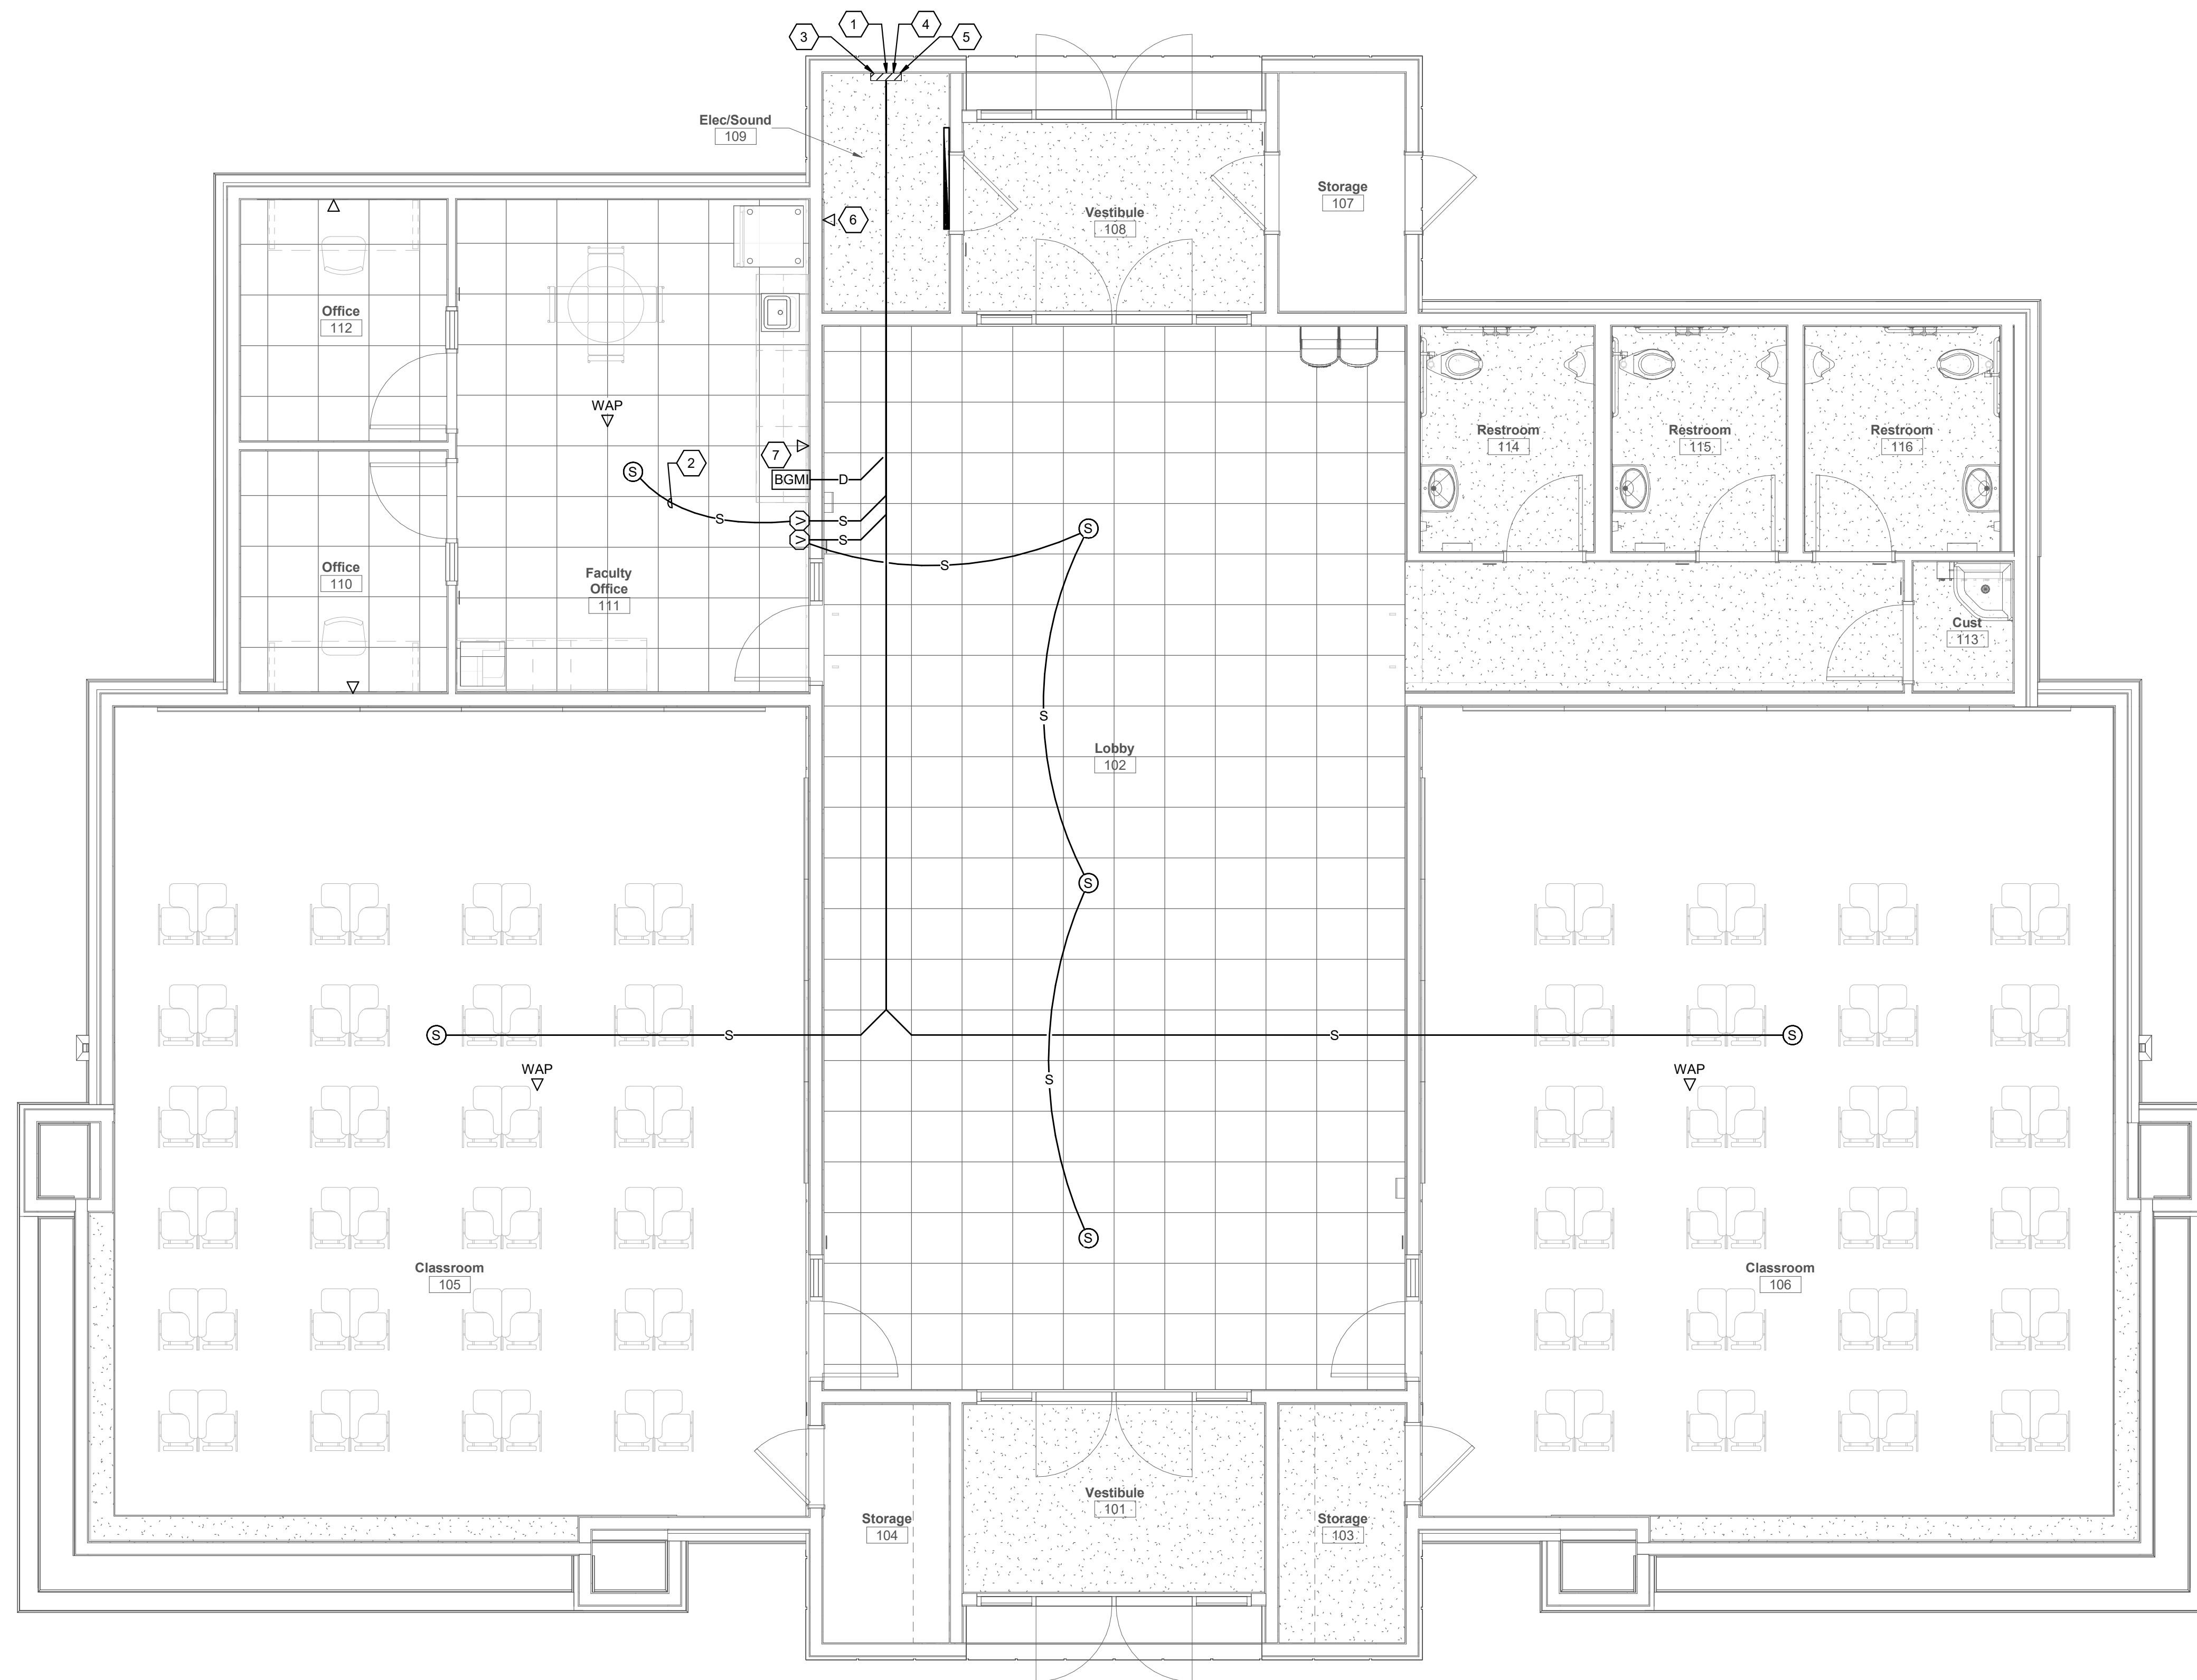 1
4
3
5
Elec/Sound
109
Storage
107
Vestibule
108
6
Office
112
WAP
Restroom
114
Restroom
115
Restroom
116
7
2
S
BGMI
D
S
S
V
S
S
V
S
S
Office
110
Faculty
Office
111
Cust
113
S
Lobby
102
S
S
S
S
S
WAP
WAP
S
S
Classroom
105
Classroom
106
Vestibule
101
Storage
104
Storage
103